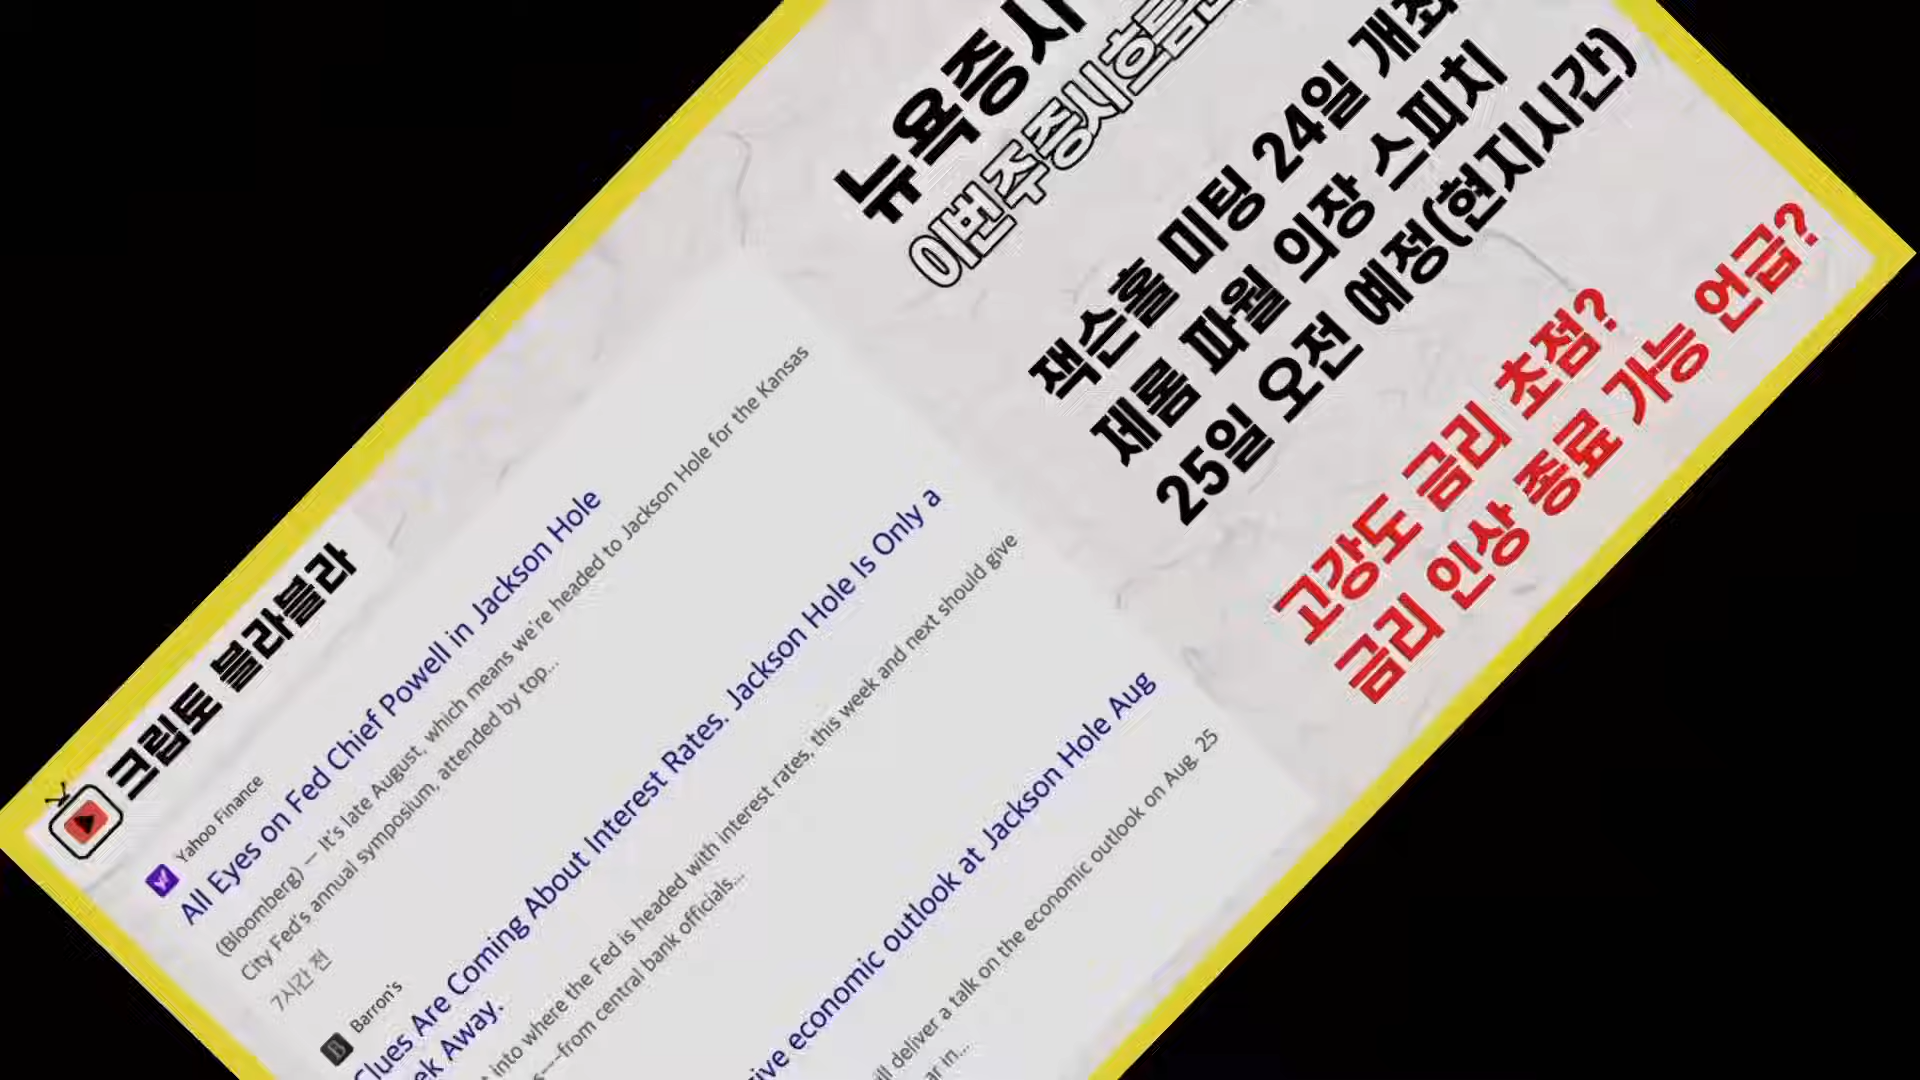 크립토 블라블라
뉴욕증시
이번주증시흐름
잭슨홀 미팅 24일 개최
제롬 파월 의장 스피치
25일 오전 예정(현지시간)
고강도 금리 초점?
금리 인상 종료 가능 언급?
Yahoo Finance
All Eyes on Fed Chief Powell in Jackson Hole
(Bloomberg) — It's late August, which means we're headed to Jackson Hole for the Kansas
City Fed's annual symposium, attended by top...
7시간 전
Barron's
Clues Are Coming About Interest Rates. Jackson Hole Is Only a
ek Away.
into where the Fed is headed with interest rates, this week and next should give
s—from central bank officials...
ive economic outlook at Jackson Hole Aug
ill deliver a talk on the economic outlook on Aug. 25
ar in...